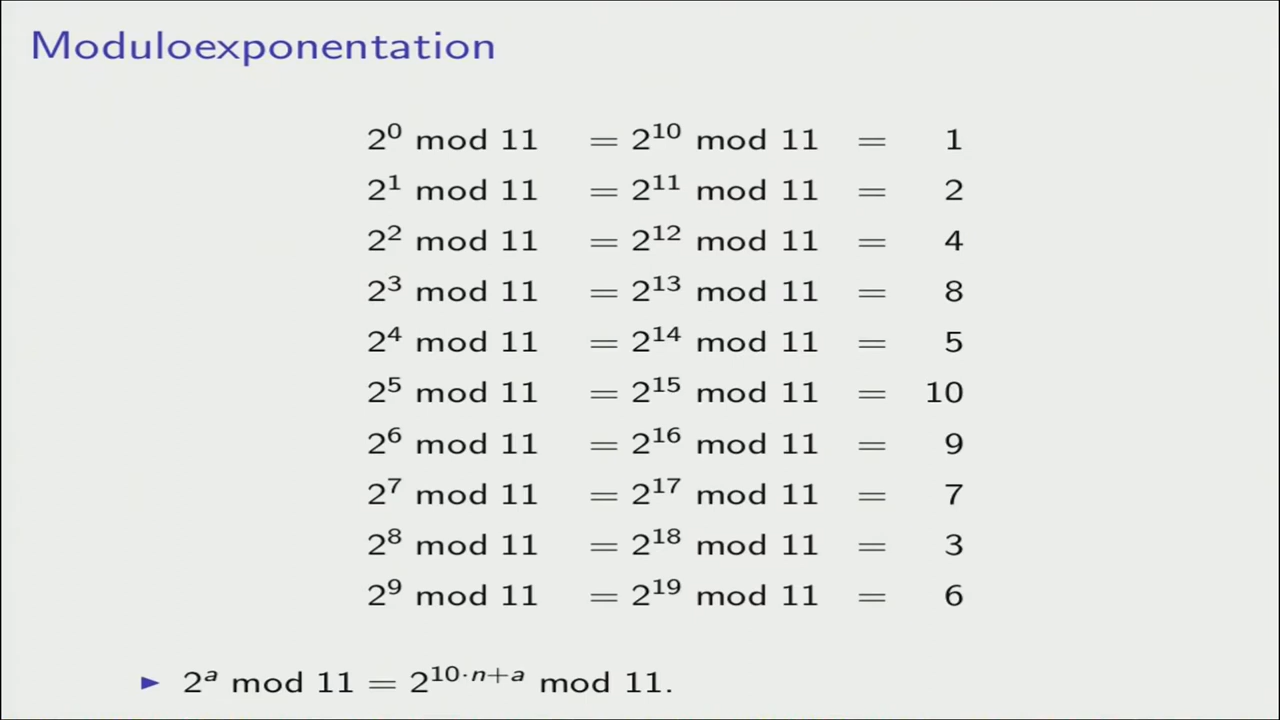 Moduloexponentation
2⁰ mod 11 = 2¹⁰ mod 11 = 1
2¹ mod 11 = 2¹¹ mod 11 = 2
2² mod 11 = 2¹² mod 11 = 4
2³ mod 11 = 2¹³ mod 11 = 8
2⁴ mod 11 = 2¹⁴ mod 11 = 5
2⁵ mod 11 = 2¹⁵ mod 11 = 10
2⁶ mod 11 = 2¹⁶ mod 11 = 9
2⁷ mod 11 = 2¹⁷ mod 11 = 7
2⁸ mod 11 = 2¹⁸ mod 11 = 3
2⁹ mod 11 = 2¹⁹ mod 11 = 6
▶ 2^a mod 11 = 2^(10·n+a) mod 11.